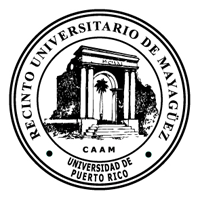 RECINTO UNIVERSITARIO DE MAYAGÜEZ
CAAM
UNIVERSIDAD DE
PUERTO RICO